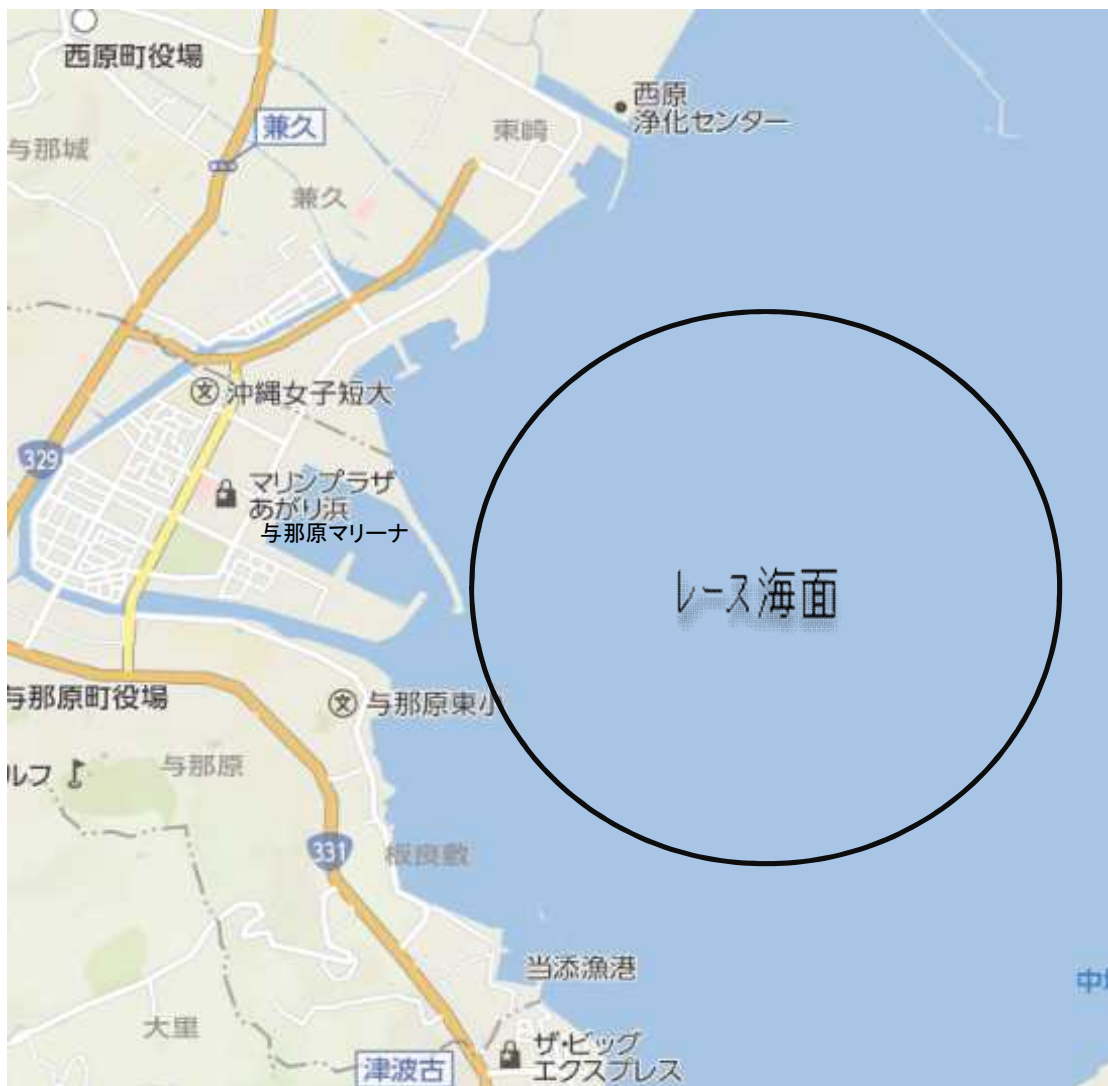 西原町役場
兼久
西原
浄化センター
東崎
与那城
兼久
沖縄女子短大
329
マリンプラザ
あがり浜
与那原マリーナ
レース海面
与那原町役場
与那原東小
ルフ
与那原
331
板良敷
当添漁港
大里
津波古
ザ・ビッグ
エクスプレス